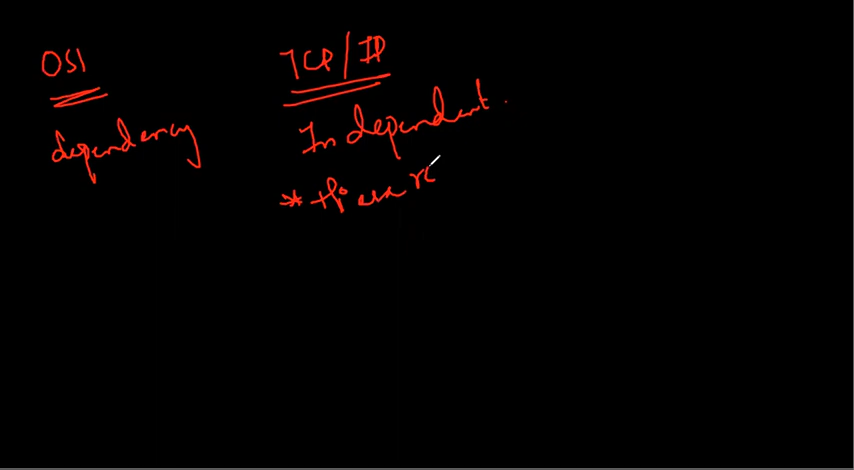 OSI
TCP/IP
dependency
Independent.
*